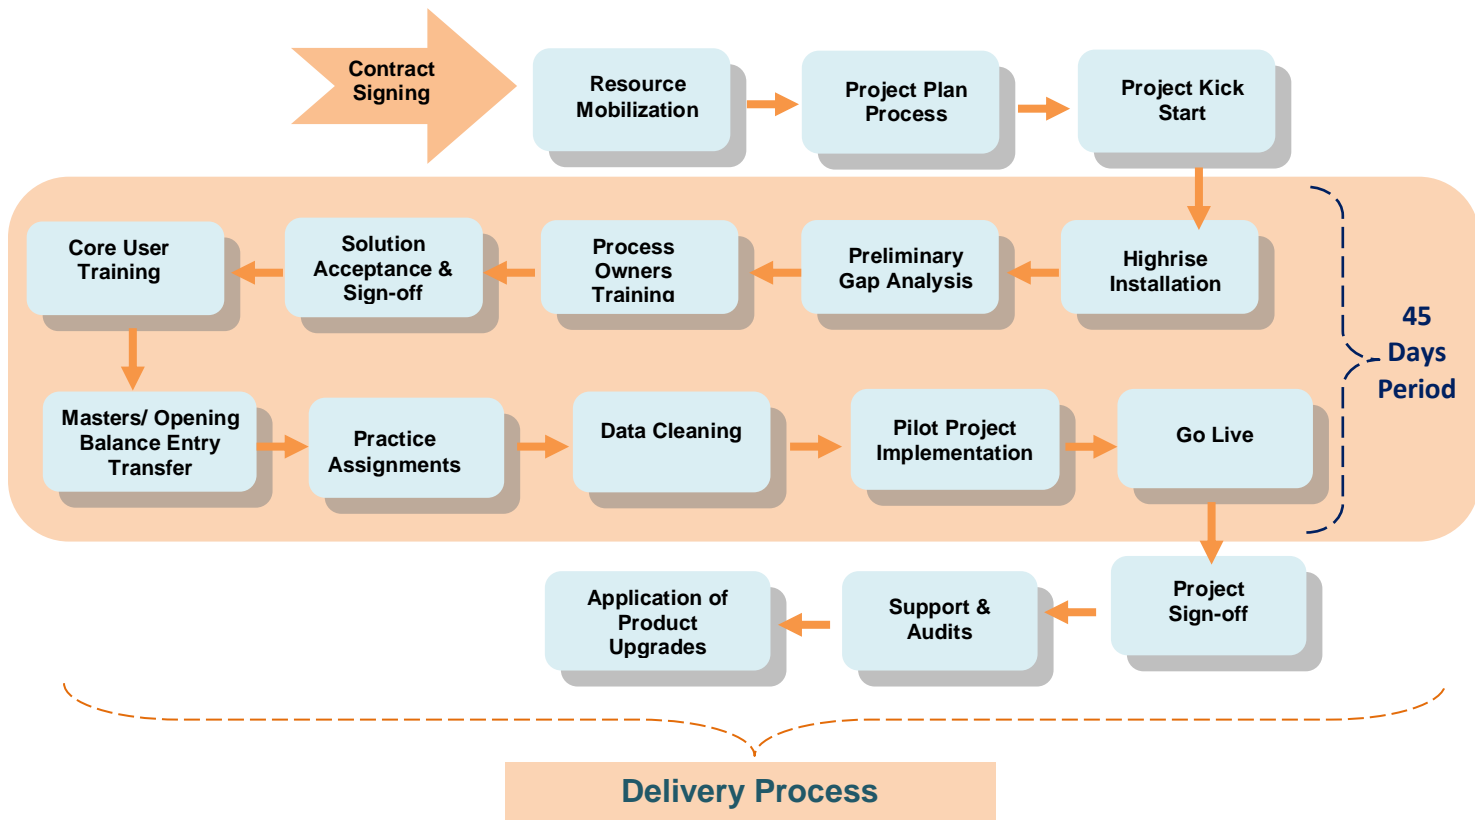 Contract
Signing
Resource
Mobilization
Project Plan
Process
Project Kick
Start
Core User
Training
Solution
Acceptance &
Sign-off
Process
Owners
Training
Preliminary
Gap Analysis
Highrise
Installation
45
Days
Period
Masters/ Opening
Balance Entry
Transfer
Practice
Assignments
Data Cleaning
Pilot Project
Implementation
Go Live
Application of
Product
Upgrades
Support &
Audits
Project
Sign-off
Delivery Process